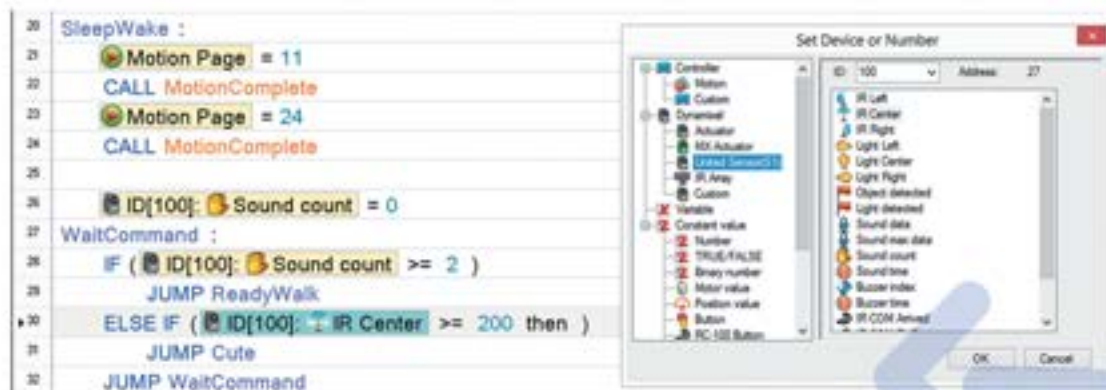 20 SleepWake :
21 Motion Page = 11
22 CALL MotionComplete
23 Motion Page = 24
24 CALL MotionComplete
25
26 ID[100]: Sound count = 0
27 WaitCommand :
28 IF ( ID[100]: Sound count >= 2 )
29 JUMP ReadyWalk
30 ELSE IF ( ID[100]: IR Center >= 200 then )
31 JUMP Cute
32 JUMP WaitCommand
Set Device or Number
Controller
Motion
Custom
Dynamixel
Actuator
MX Actuator
IR Array
Custom
Variable
Constant value
Number
TRUE/FALSE
Binary number
Motor value
Position value
Button
RC-100 Button
ID 100 Address 27
IR Left
IR Center
IR Right
Light Left
Light Center
Light Right
Object detected
Light detected
Sound data
Sound max data
Sound count
Sound time
Buzzer index
Buzzer time
IR COM Arrived
OK Cancel